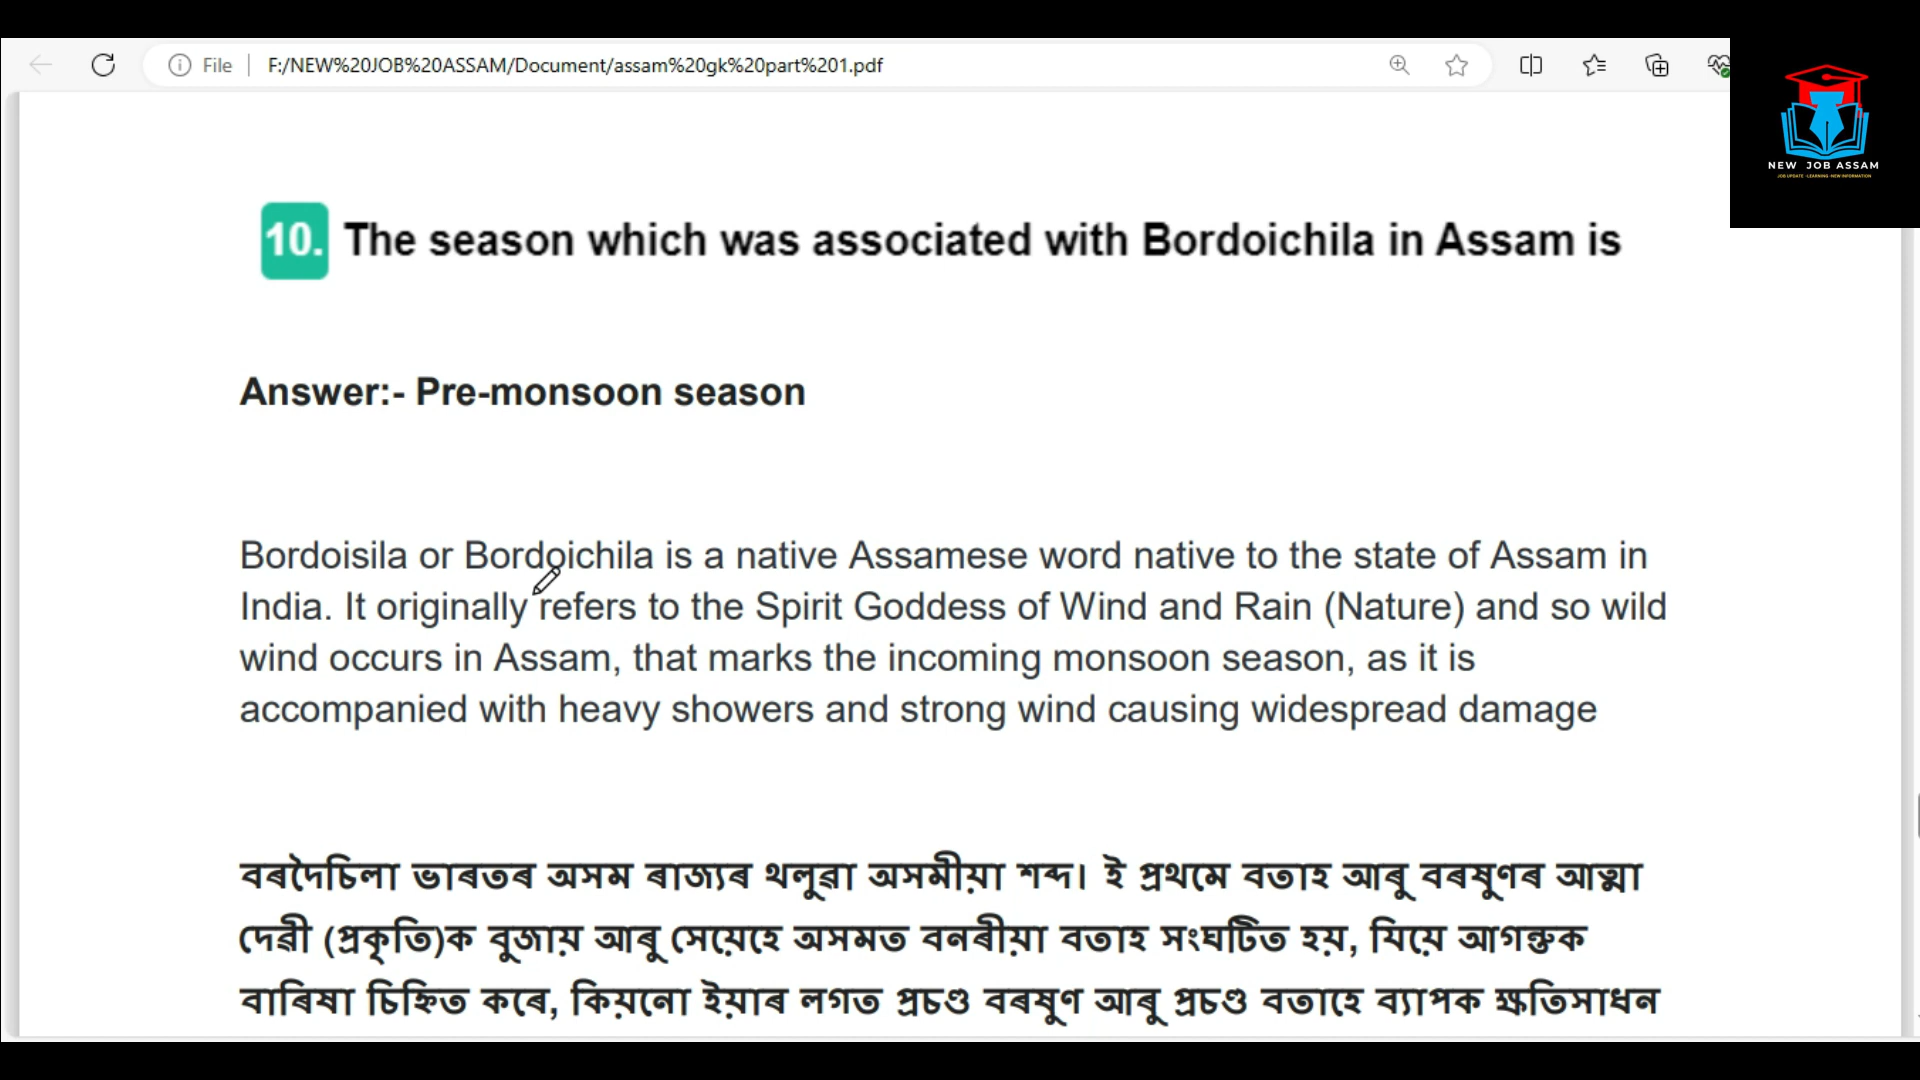 File
F:/NEW%20JOB%20ASSAM/Document/assam%20gk%20part%201.pdf
NEW JOB ASSAM
JOB UPDATE -LEARNING -NEW INFORMATION
10. The season which was associated with Bordoichila in Assam is
Answer:- Pre-monsoon season
Bordoisila or Bordoichila is a native Assamese word native to the state of Assam in
India. It originally refers to the Spirit Goddess of Wind and Rain (Nature) and so wild
wind occurs in Assam, that marks the incoming monsoon season, as it is
accompanied with heavy showers and strong wind causing widespread damage
বৰদৈচিলা ভাৰতৰ অসম ৰাজ্যৰ থলুৱা অসমীয়া শব্দ। ই প্ৰথমে বতাহ আৰু বৰষুণৰ আত্মা
দেৱী (প্ৰকৃতি)ক বুজায় আৰু সেয়েহে অসমত বনৰীয়া বতাহ সংঘটিত হয়, যিয়ে আগন্তুক
বাৰিষা চিহ্নিত কৰে, কিয়নো ইয়াৰ লগত প্ৰচণ্ড বৰষুণ আৰু প্ৰচণ্ড বতাহে ব্যাপক ক্ষতিসাধন